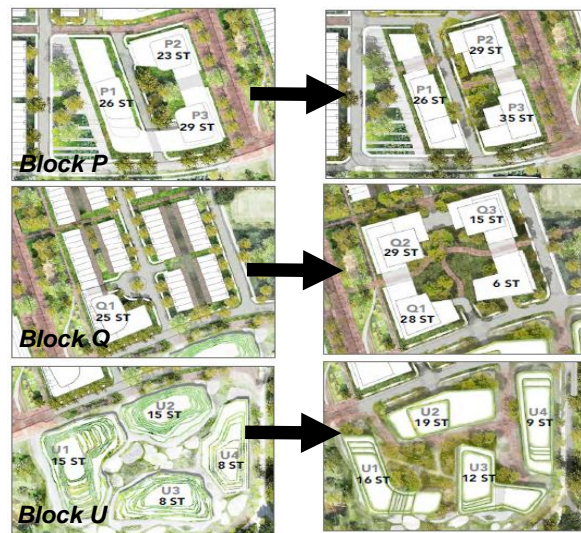 P2
23 ST
P1
26 ST
P3
29 ST
Block P
P2
29 ST
P1
26 ST
P3
35 ST
Q1
25 ST
Block Q
Q3
15 ST
Q2
29 ST
6 ST
Q1
28 ST
U2
15 ST
U1
15 ST
U4
8 ST
U3
8 ST
Block U
U4
9 ST
U2
19 ST
U1
16 ST
U3
12 ST